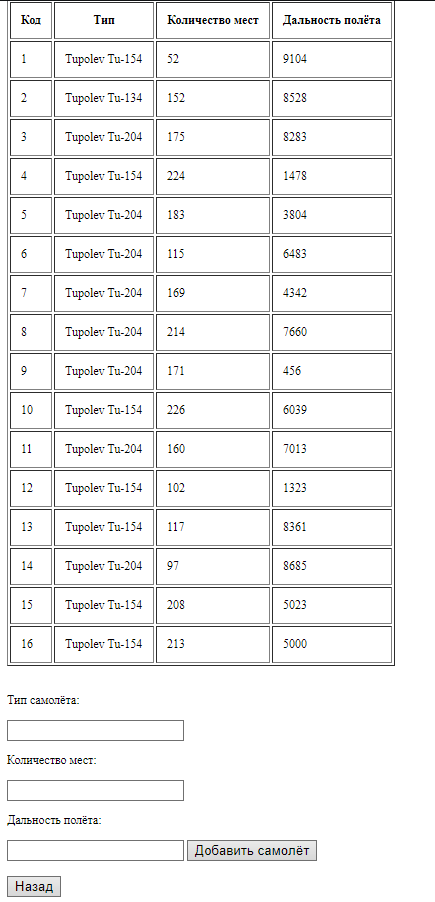 Код Тип Количество мест Дальность полёта
1 Tupolev Tu-154 52 9104
2 Tupolev Tu-134 152 8528
3 Tupolev Tu-204 175 8283
4 Tupolev Tu-154 224 1478
5 Tupolev Tu-204 183 3804
6 Tupolev Tu-204 115 6483
7 Tupolev Tu-204 169 4342
8 Tupolev Tu-204 214 7660
9 Tupolev Tu-204 171 456
10 Tupolev Tu-154 226 6039
11 Tupolev Tu-204 160 7013
12 Tupolev Tu-154 102 1323
13 Tupolev Tu-154 117 8361
14 Tupolev Tu-204 97 8685
15 Tupolev Tu-154 208 5023
16 Tupolev Tu-154 213 5000
Тип самолёта:
Количество мест:
Дальность полёта:
Добавить самолёт
Назад